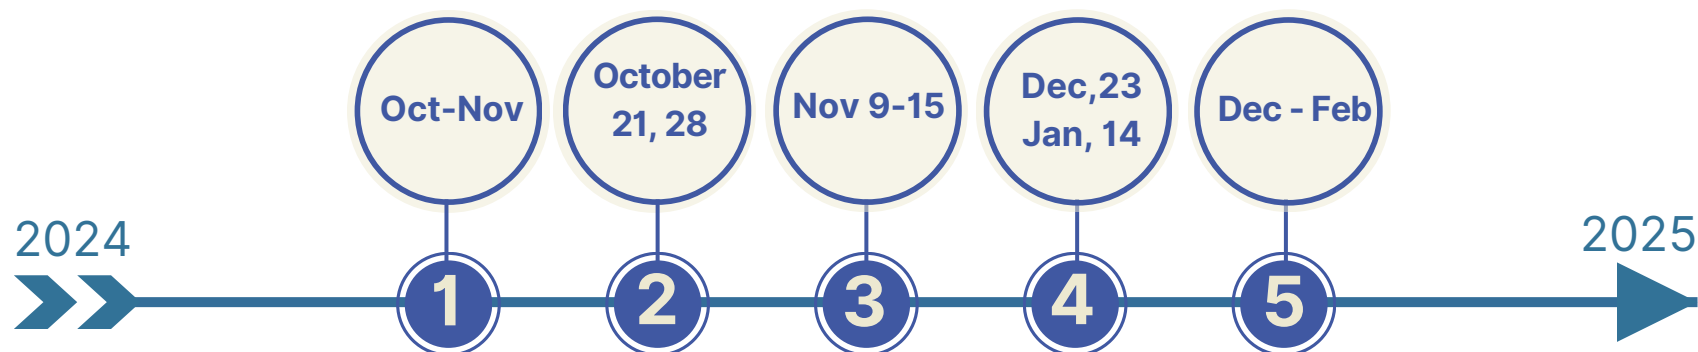 Oct-Nov
October
21, 28
Nov 9-15
Dec,23
Jan, 14
Dec - Feb
2024
2025
1
2
3
4
5